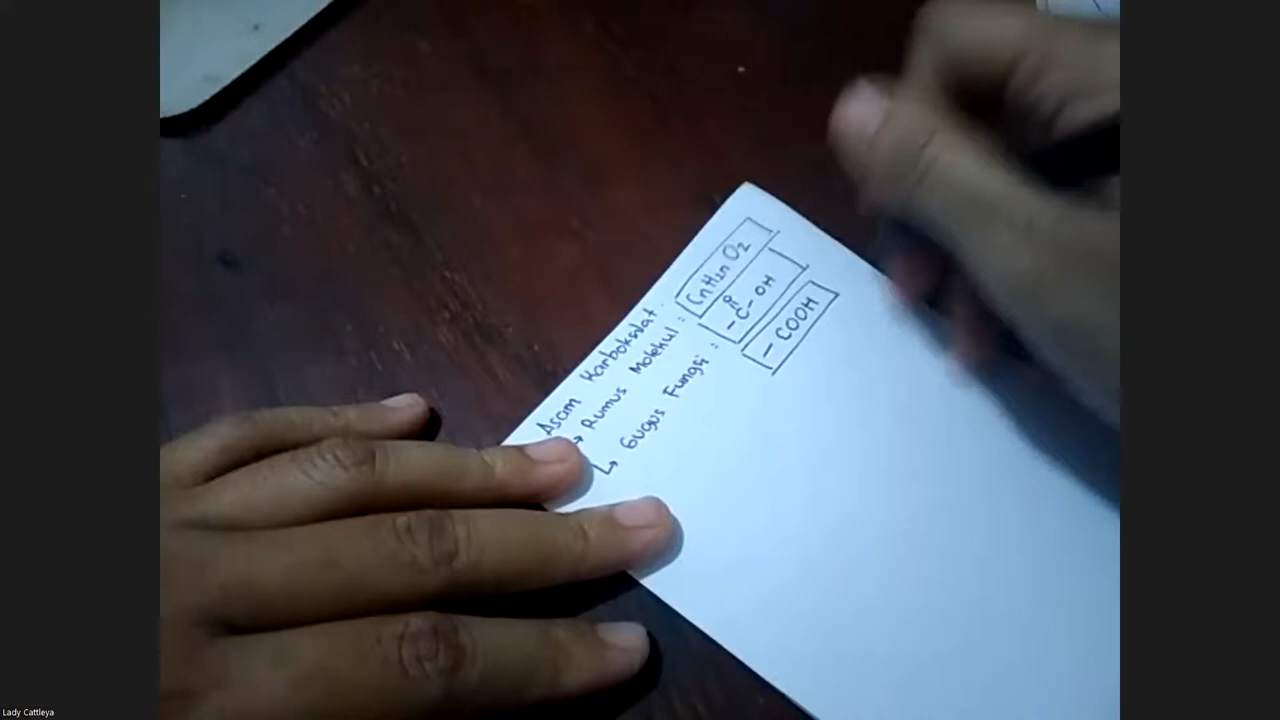 Asam Karboksilat.
→ Rumus Molekul : CnH2nO2
↳ Gugus Fungsi : -C-OH
O
-COOH
Lady Cattleya